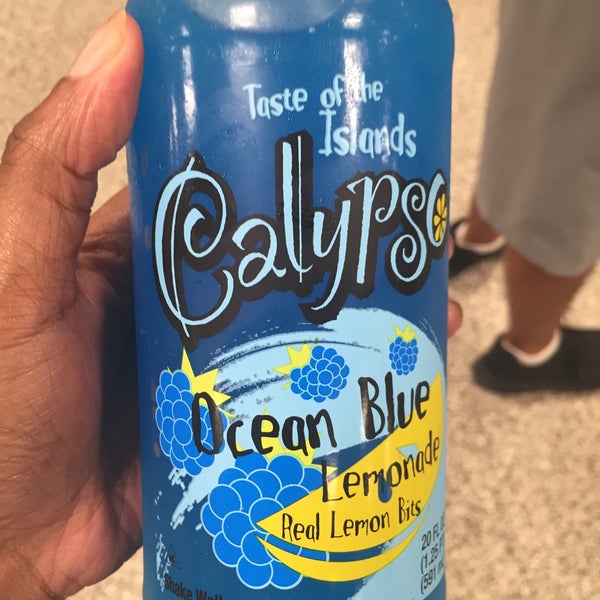 Taste of the
Islands
Calypso
Ocean Blue
Lemonade
Real Lemon Bits
20 FL
(1.25
(591
Shake Well